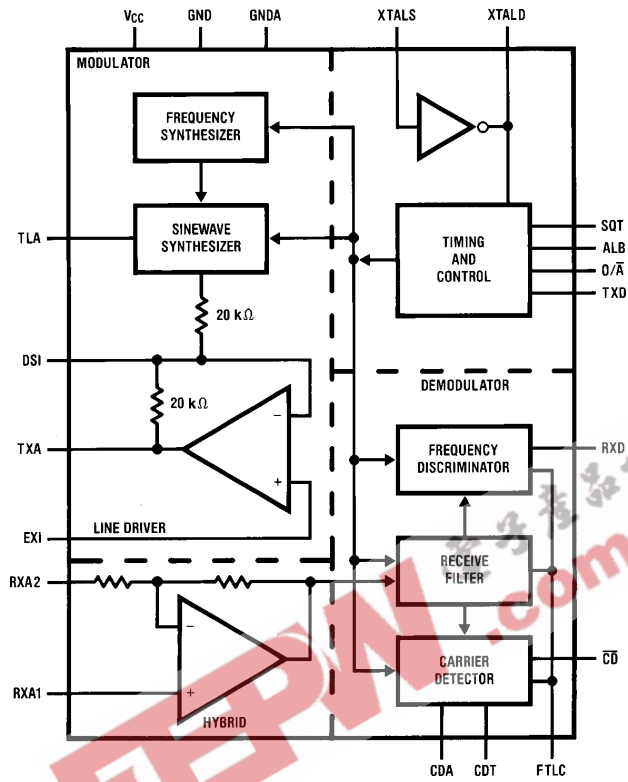 VCC GND GNDA XTALS XTALD
MODULATOR
FREQUENCY
SYNTHESIZER
SINEWAVE
SYNTHESIZER
TLA
TIMING
AND
CONTROL
SQT
ALB
O/A̅
TXD
20 kΩ
DSI
20 kΩ
TXA
−
+
EXI
LINE DRIVER
DEMODULATOR
FREQUENCY
DISCRIMINATOR
RXD
RECEIVE
FILTER
RXA2
−
+
RXA1
HYBRID
CARRIER
DETECTOR
C̅D̅
CDA CDT FTLC
EEPW.com